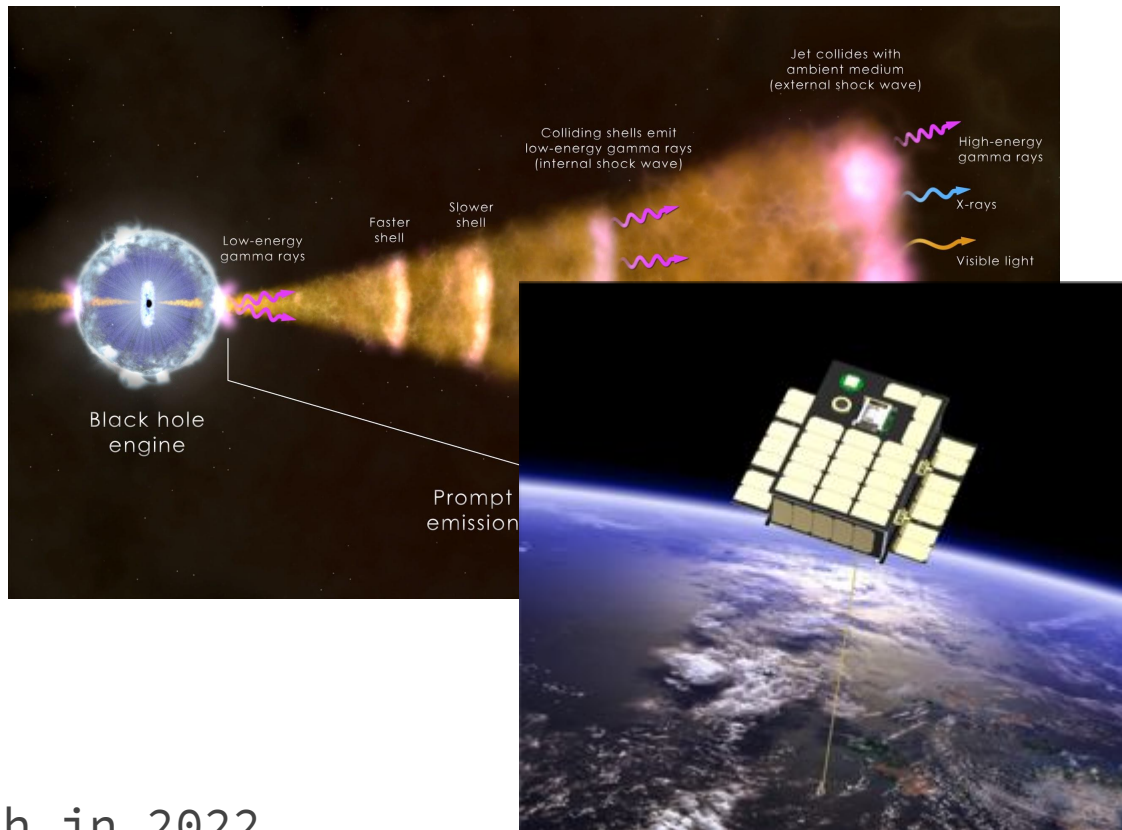 Jet collides with
ambient medium
(external shock wave)
Colliding shells emit
low-energy gamma rays
(internal shock wave)
High-energy
gamma rays
X-rays
Slower
shell
Faster
shell
Low-energy
gamma rays
Visible light
Black hole
engine
Prompt
emission
h in 2022